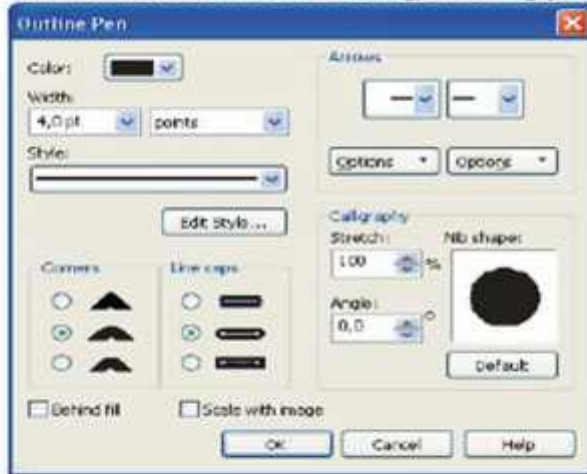 Outline Pen
Color:
Width:
4,0 pt
points
Style:
Edit Style...
Corners
Line caps
Behind fill
Scale with image
Arrows
Options
Options
Calligraphy
Stretch:
100
%
Angle:
0,0
°
Nib shape:
Default
OK
Cancel
Help